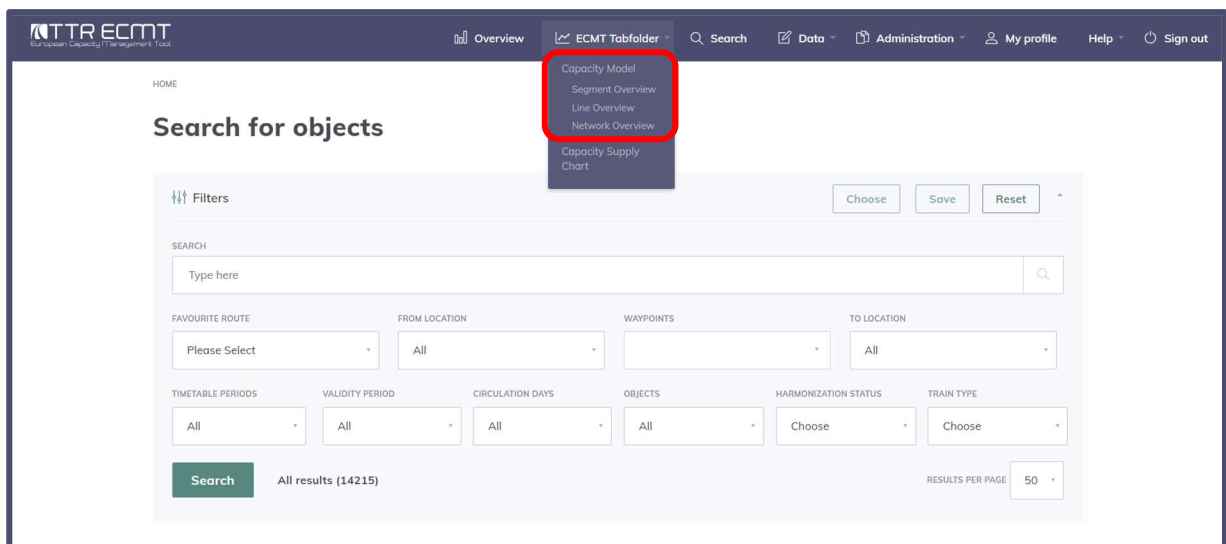 TTR ECMT
European Capacity Management Tool
Overview
ECMT Tabfolder
Search
Data
Administration
My profile
Help
Sign out
Capacity Model
Segment Overview
Line Overview
Network Overview
Capacity Supply
Chart
HOME
Search for objects
Filters
Choose
Save
Reset
SEARCH
Type here
FAVOURITE ROUTE
FROM LOCATION
WAYPOINTS
TO LOCATION
Please Select
All
All
TIMETABLE PERIODS
VALIDITY PERIOD
CIRCULATION DAYS
OBJECTS
HARMONIZATION STATUS
TRAIN TYPE
All
All
All
All
Choose
Choose
Search
All results (14215)
RESULTS PER PAGE
50